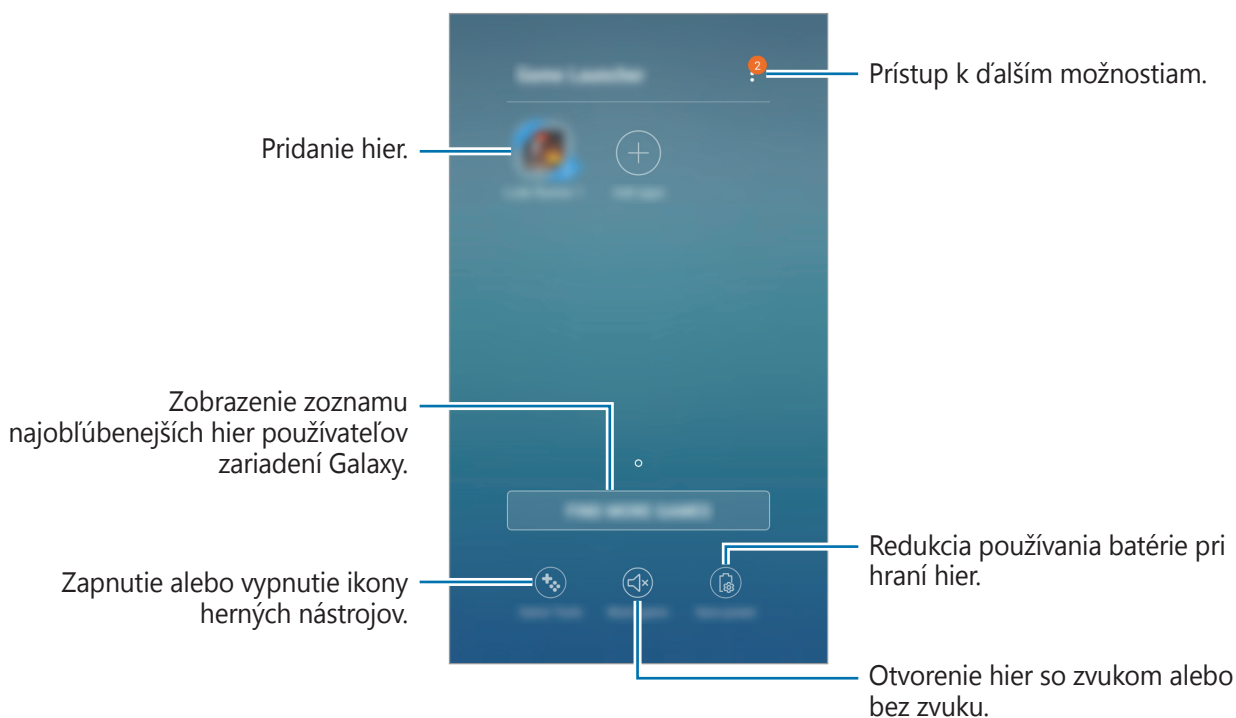 2
Prístup k ďalším možnostiam.
Pridanie hier.
Zobrazenie zoznamu
najobľúbenejších hier používateľov
zariadení Galaxy.
Redukcia používania batérie pri
hraní hier.
Zapnutie alebo vypnutie ikony
herných nástrojov.
Otvorenie hier so zvukom alebo
bez zvuku.